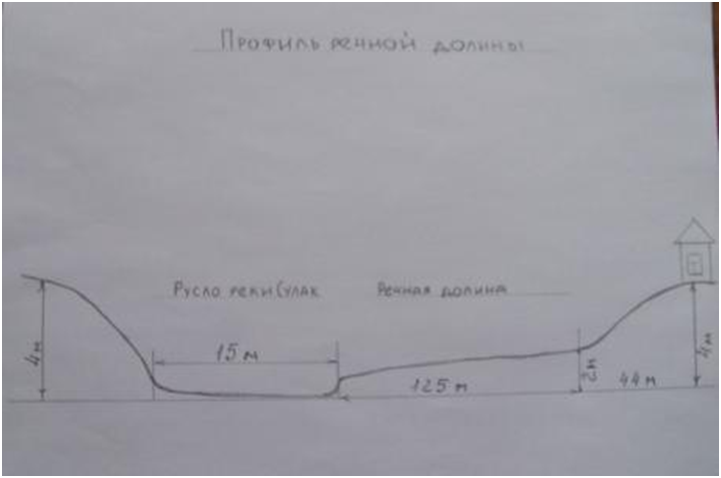 Профиль речной долины
Русло реки Сулак
Речная долина
4м
15 м
125 м
2м
44 м
4м